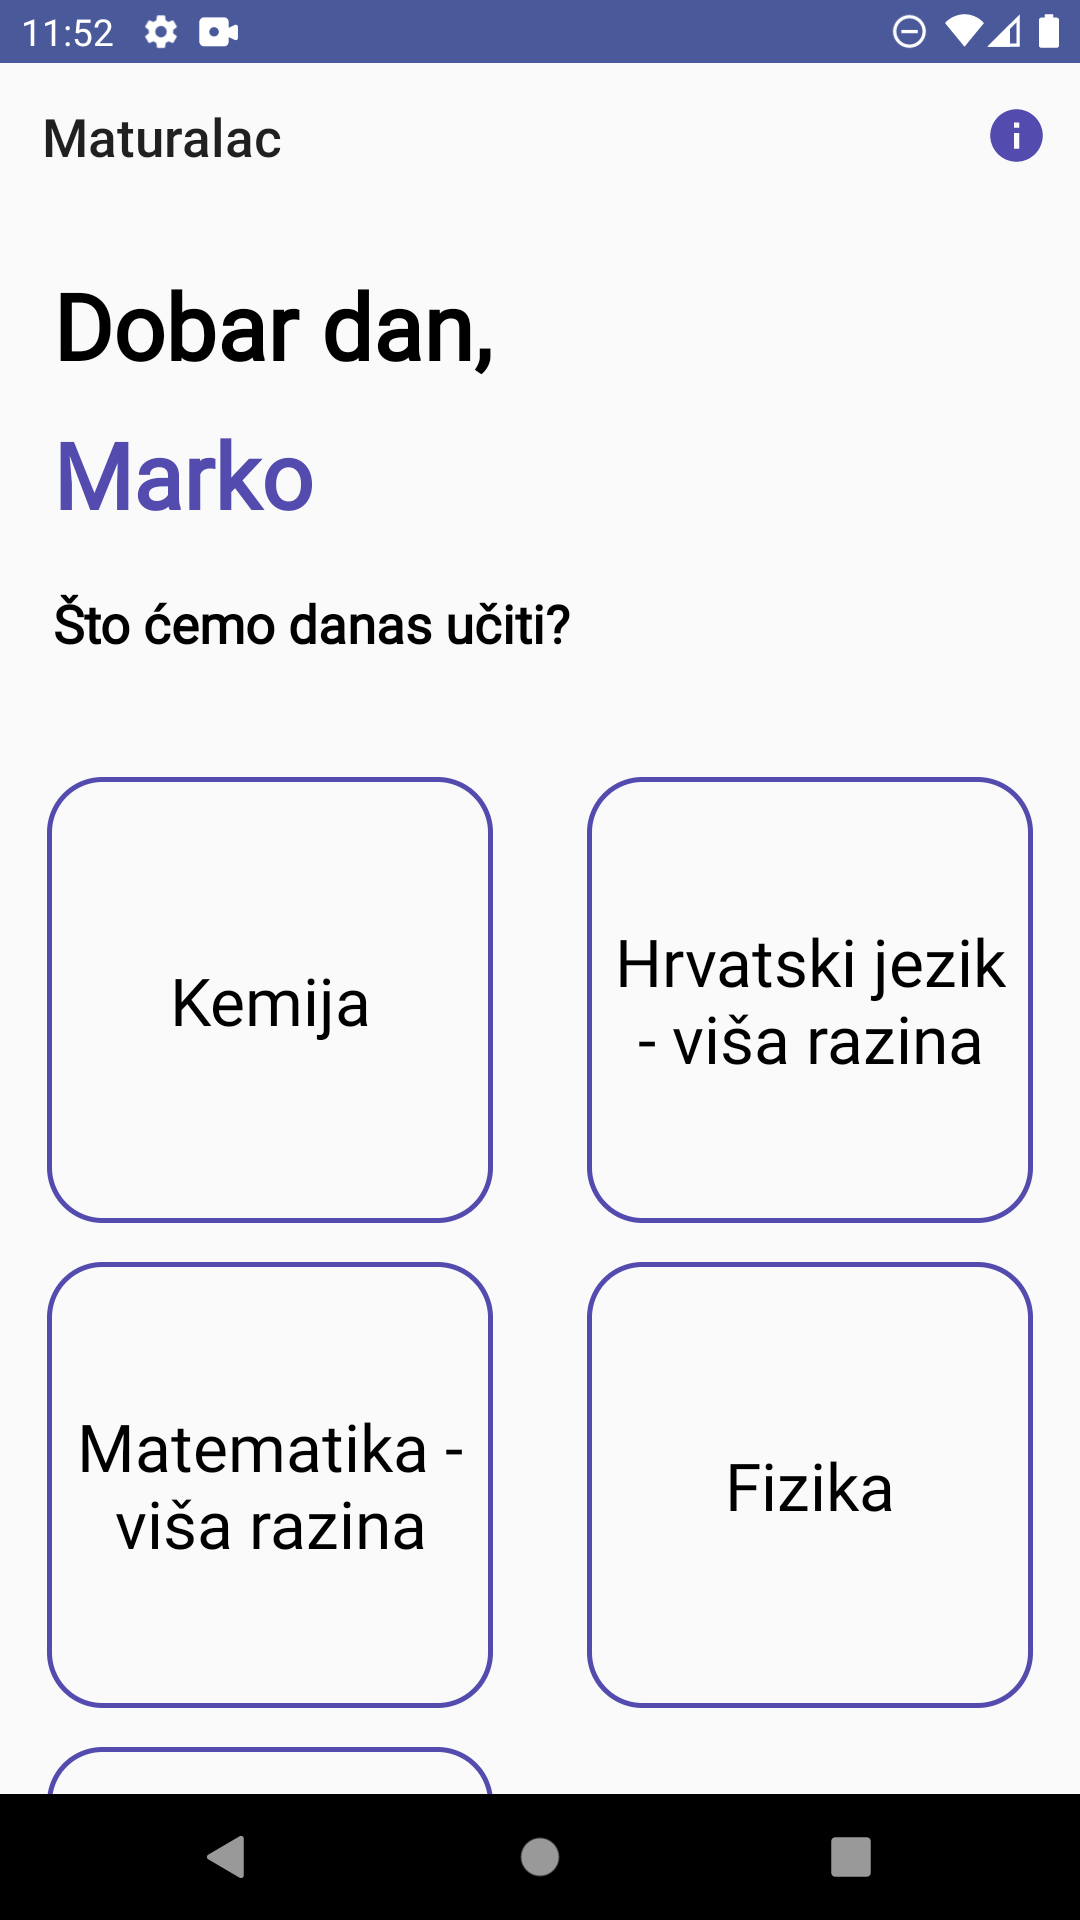 11:52
Maturalac
Dobar dan,
Marko
Što ćemo danas učiti?
Kemija
Hrvatski jezik
- viša razina
Matematika -
viša razina
Fizika